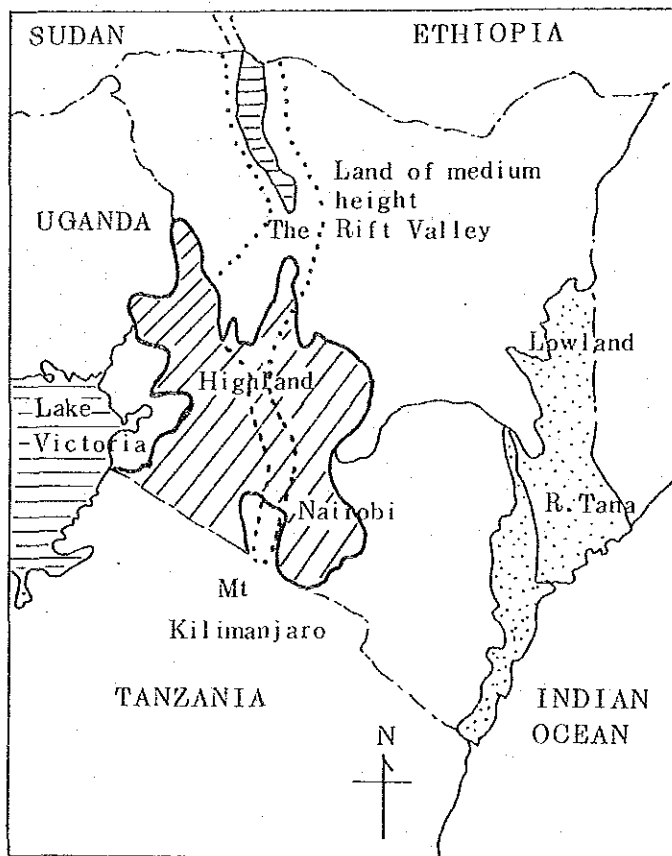 SUDAN
ETHIOPIA
Land of medium
height
UGANDA
The Rift Valley
Lowland
Highland
Lake
Victoria
Nairobi
R. Tana
Mt
Kilimanjaro
TANZANIA
INDIAN
OCEAN
N